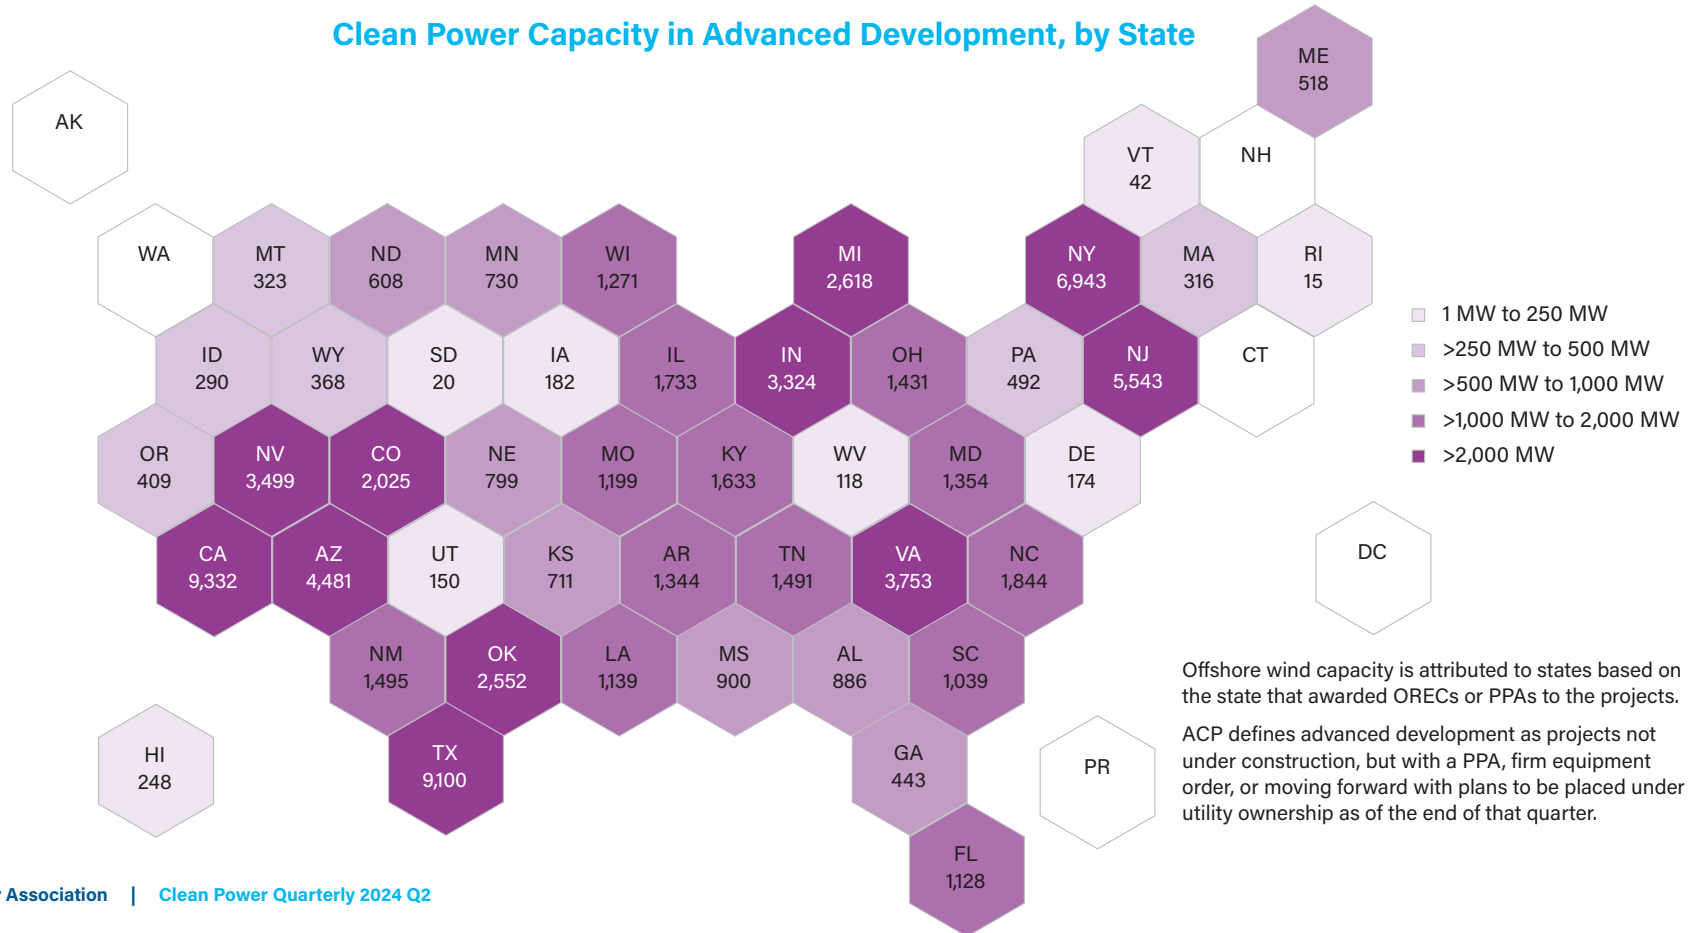 Clean Power Capacity in Advanced Development, by State
ME
518
AK
VT
42
NH
WA
MT
323
ND
608
MN
730
WI
1,271
MI
2,618
NY
6,943
MA
316
RI
15
ID
290
WY
368
SD
20
IA
182
IL
1,733
IN
3,324
OH
1,431
PA
492
NJ
5,543
CT
1 MW to 250 MW
>250 MW to 500 MW
>500 MW to 1,000 MW
>1,000 MW to 2,000 MW
>2,000 MW
OR
409
NV
3,499
CO
2,025
NE
799
MO
1,199
KY
1,633
WV
118
MD
1,354
DE
174
CA
9,332
AZ
4,481
UT
150
KS
711
AR
1,344
TN
1,491
VA
3,753
NC
1,844
DC
NM
1,495
OK
2,552
LA
1,139
MS
900
AL
886
SC
1,039
HI
248
TX
9,100
GA
443
PR
FL
1,128
Offshore wind capacity is attributed to states based on
the state that awarded ORECs or PPAs to the projects.
ACP defines advanced development as projects not
under construction, but with a PPA, firm equipment
order, or moving forward with plans to be placed under
utility ownership as of the end of that quarter.
r Association | Clean Power Quarterly 2024 Q2